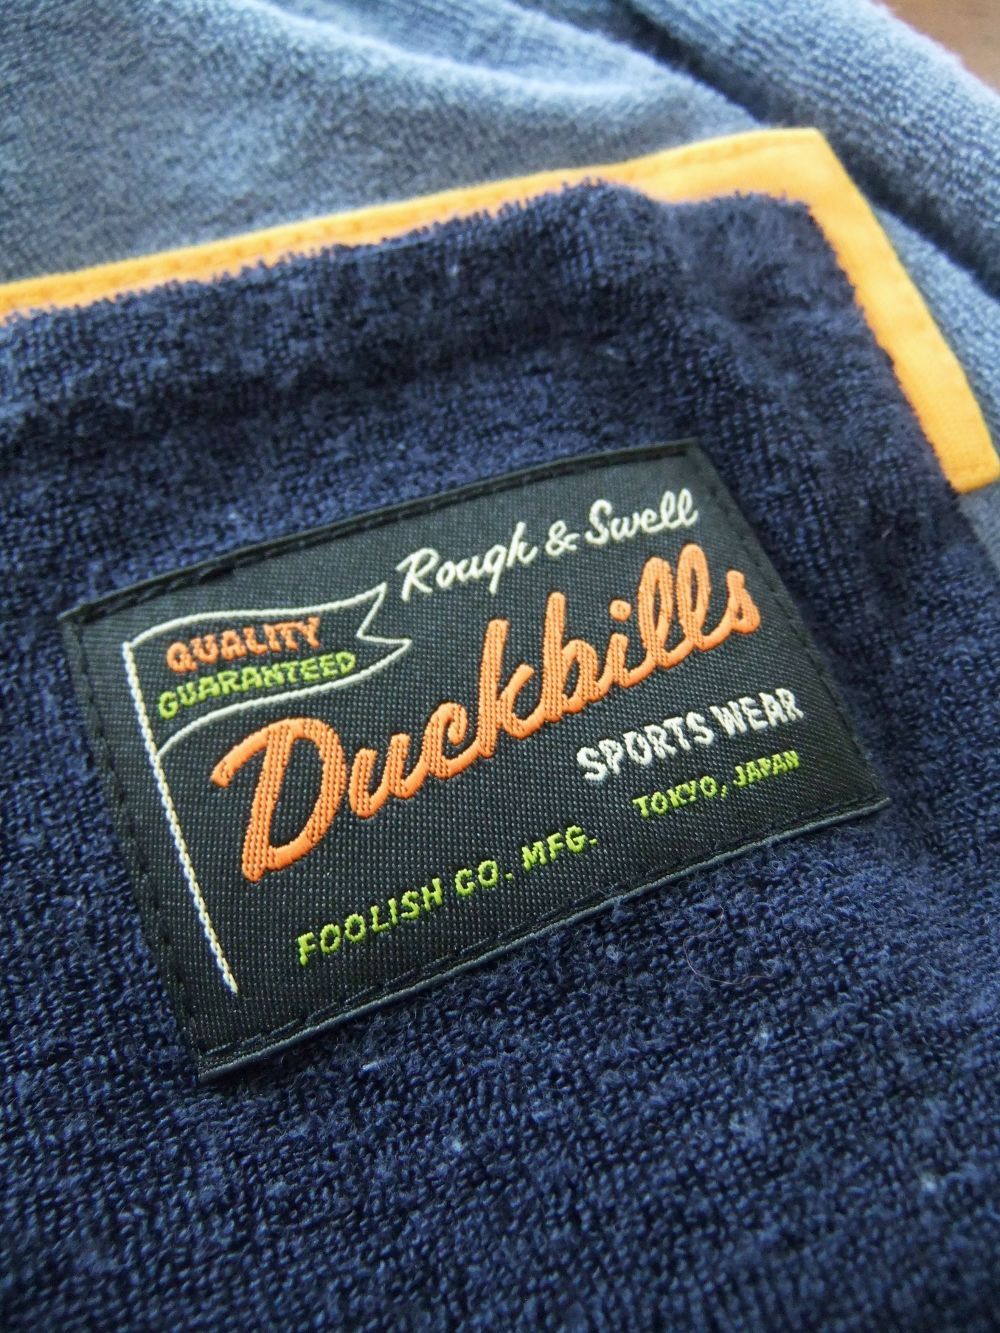 Rough & Swell
QUALITY
GUARANTEED
Duckbills
SPORTS WEAR
TOKYO, JAPAN
FOOLISH CO. MFG.